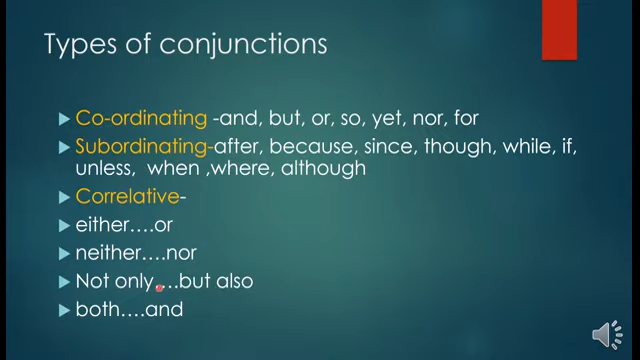 Types of conjunctions
Co-ordinating -and, but, or, so, yet, nor, for
Subordinating-after, because, since, though, while, if,
unless, when ,where, although
Correlative-
either....or
neither....nor
Not only....but also
both....and